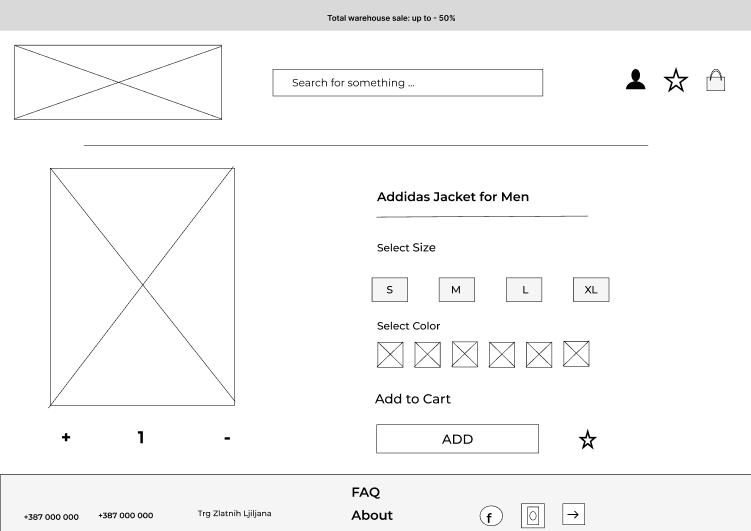 Total warehouse sale: up to - 50%
Search for something ...
Addidas Jacket for Men
Select Size
S M L XL
Select Color
Add to Cart
+ 1 -
ADD
FAQ
+387 000 000 +387 000 000 Trg Zlatnih Ljiljana About f